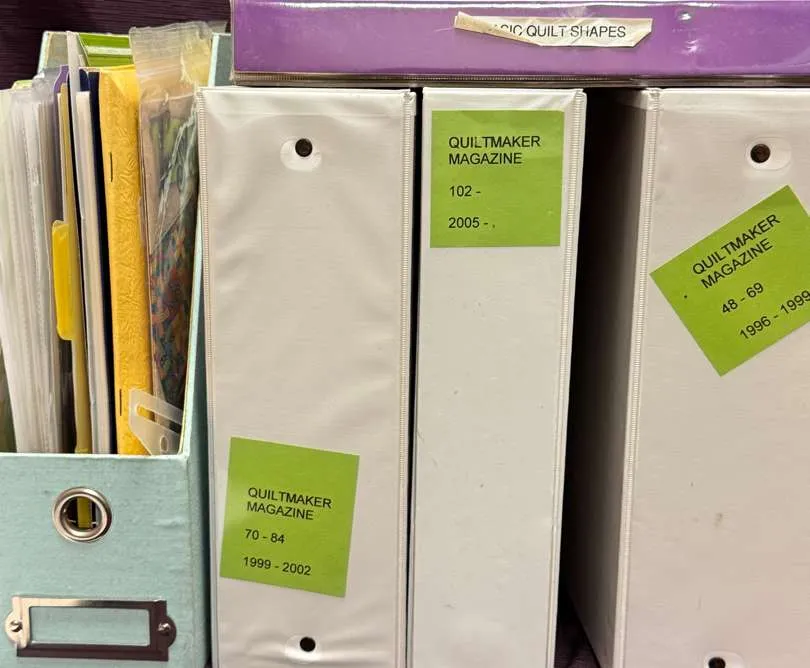 QUILT SHAPES
QUILTMAKER
MAGAZINE
70 - 84
1999 - 2002
QUILTMAKER
MAGAZINE
102 -
2005 -
QUILTMAKER
MAGAZINE
48 - 69
1996 - 1999